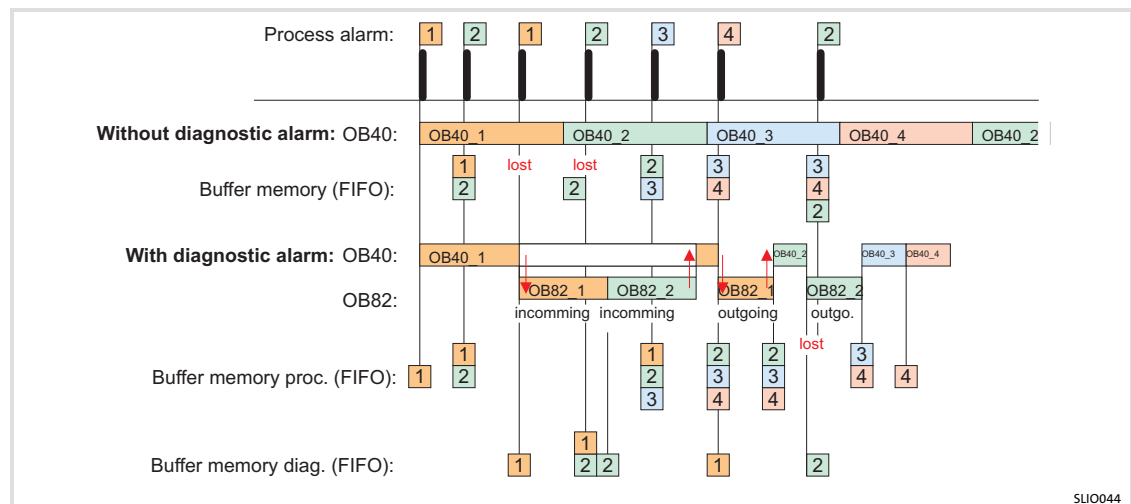 Process alarm: 1 2 1 2 3 4 2
Without diagnostic alarm: OB40: OB40_1 OB40_2 OB40_3 OB40_4 OB40_2
1 lost lost 2 3 3
Buffer memory (FIFO): 2 2 3 4 4
2
With diagnostic alarm: OB40: OB40_1 OB40_2 OB40_3 OB40_4
OB82: OB82_1 OB82_2 OB82_1 OB82_2
incomming incomming outgoing outgo.
lost
1 1 2 2 3
Buffer memory proc. (FIFO): 1 2 2 3 3 4 4
3 4 4
1
Buffer memory diag. (FIFO): 1 2 2 1 2
SLIO044